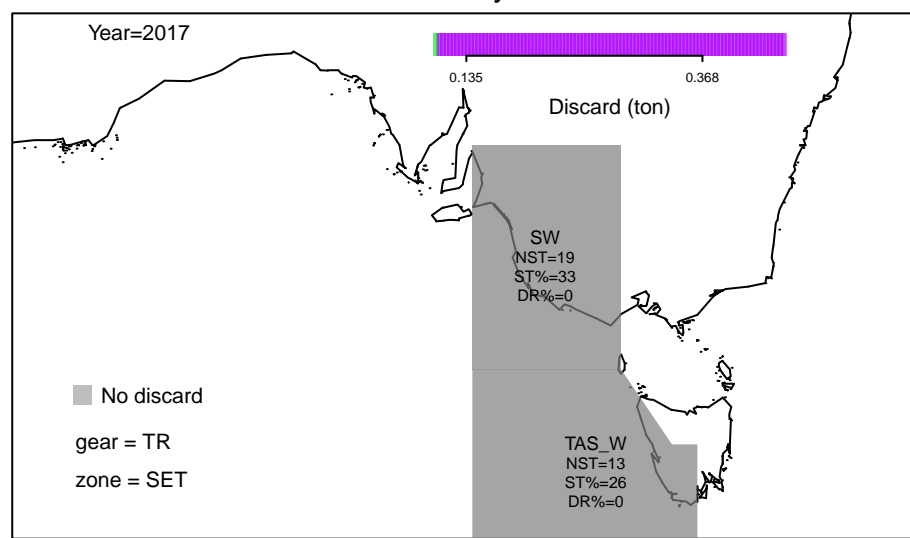 Year=2017
0.135
0.368
Discard (ton)
SW
NST=19
ST%=33
DR%=0
No discard
gear = TR
zone = SET
TAS_W
NST=13
ST%=26
DR%=0